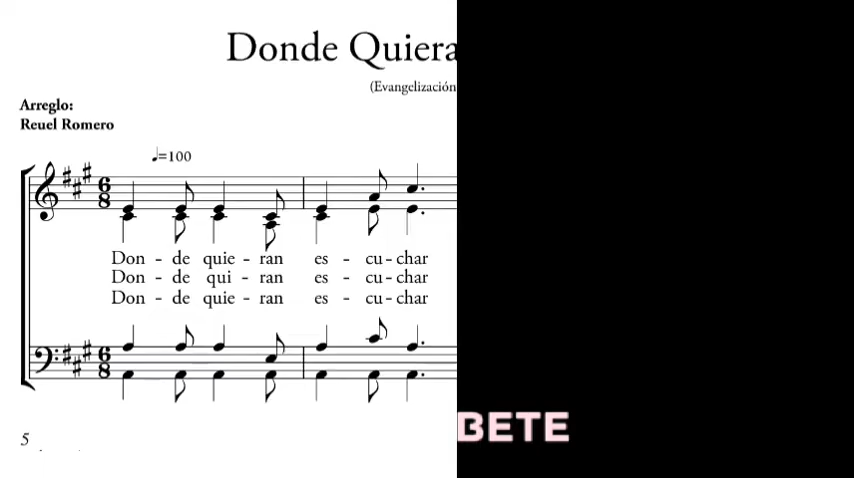 Donde Quiera
(Evangelización
Arreglo:
Reuel Romero
♩=100
Don - de quie - ran es - cu - char
Don - de qui - ran es - cu - char
Don - de quie - ran es - cu - char
BETE
5